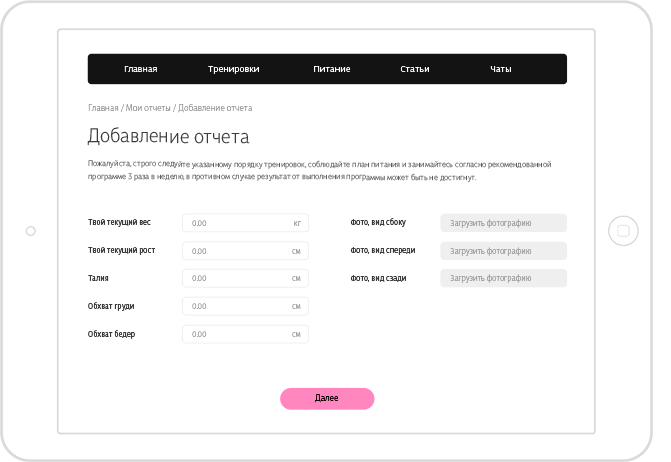 Главная Тренировки Питание Статьи Чаты
Главная / Мои отчеты / Добавление отчета
Добавление отчета
Пожалуйста, строго следуйте указанному порядку тренировок, соблюдайте план питания и занимайтесь согласно рекомендованной
программе 3 раза в неделю, в противном случае результат от выполнения программы может быть не достигнут.
Твой текущий вес 0.00 кг Фото, вид сбоку Загрузить фотографию
Твой текущий рост 0.00 см Фото, вид спереди Загрузить фотографию
Талия 0.00 см Фото, вид сзади Загрузить фотографию
Обхват груди 0.00 см
Обхват бедер 0.00 см
Далее